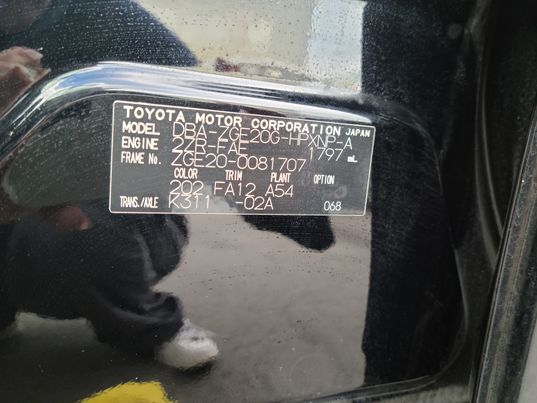 TOYOTA MOTOR CORPORATION JAPAN
MODEL DBA-ZGE20G-HPXNP-A
ENGINE 2ZR-FAE 1797 mL
FRAME No. ZGE20-0081707
COLOR TRIM PLANT OPTION
202 FA12 A54
TRANS./AXLE K311 -02A 068